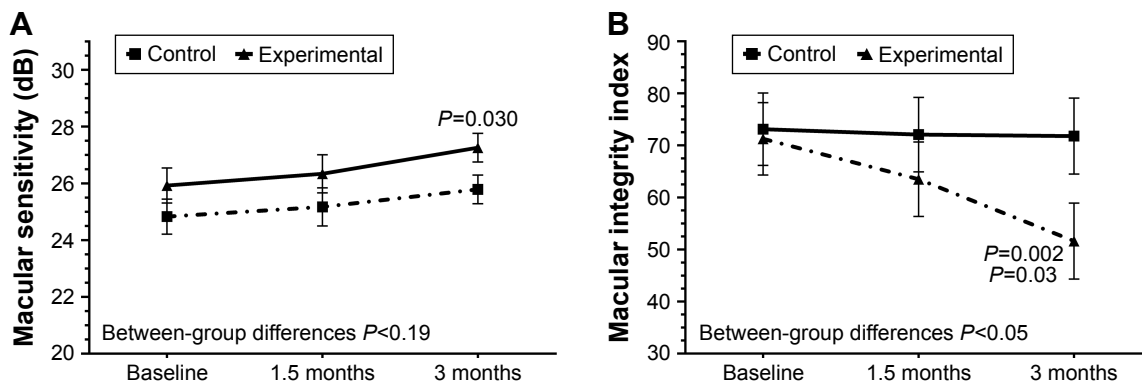 A
Control Experimental
Macular sensitivity (dB)
30
28
26
24
22
20
P=0.030
Between-group differences P<0.19
Baseline 1.5 months 3 months
B
Control Experimental
Macular integrity index
90
80
70
60
50
40
30
P=0.002
P=0.03
Between-group differences P<0.05
Baseline 1.5 months 3 months